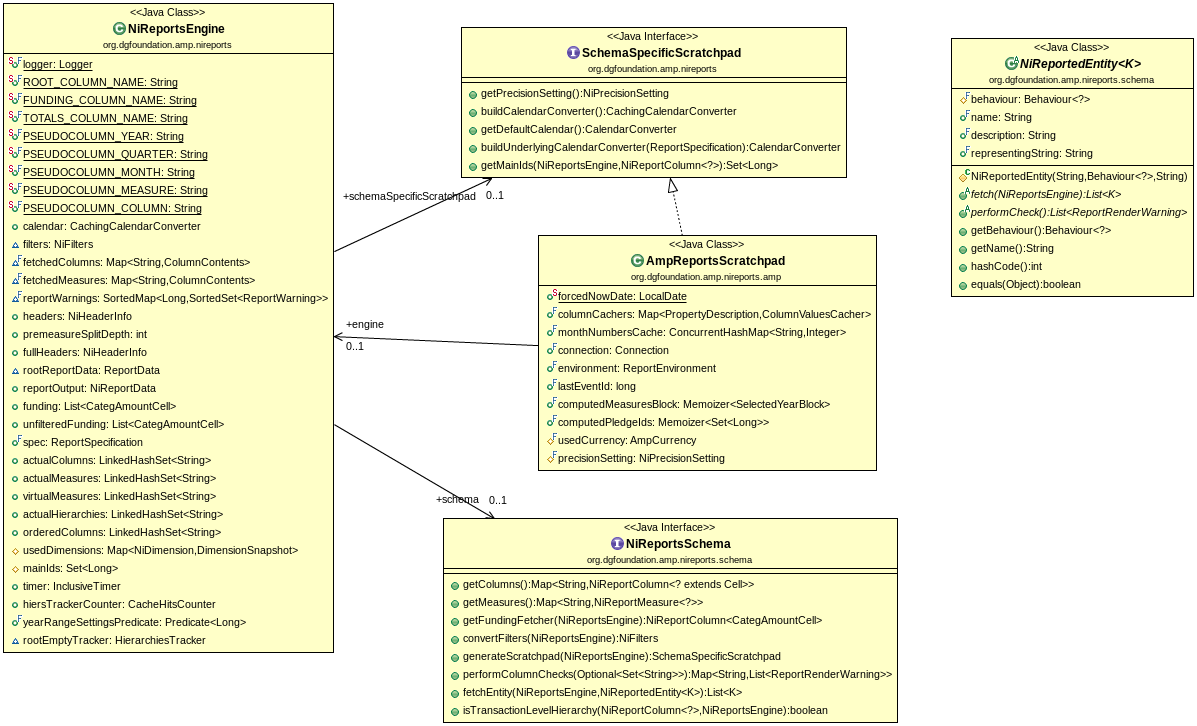 <<Java Class>>
NiReportsEngine
org.dgfoundation.amp.nireports
logger: Logger
ROOT_COLUMN_NAME: String
FUNDING_COLUMN_NAME: String
TOTALS_COLUMN_NAME: String
PSEUDOCOLUMN_YEAR: String
PSEUDOCOLUMN_QUARTER: String
PSEUDOCOLUMN_MONTH: String
PSEUDOCOLUMN_MEASURE: String
PSEUDOCOLUMN_COLUMN: String
calendar: CachingCalendarConverter
filters: NiFilters
fetchedColumns: Map<String,ColumnContents>
fetchedMeasures: Map<String,ColumnContents>
reportWarnings: SortedMap<Long,SortedSet<ReportWarning>>
headers: NiHeaderInfo
premeasureSplitDepth: int
fullHeaders: NiHeaderInfo
rootReportData: ReportData
reportOutput: NiReportData
funding: List<CategAmountCell>
unfilteredFunding: List<CategAmountCell>
spec: ReportSpecification
actualColumns: LinkedHashSet<String>
actualMeasures: LinkedHashSet<String>
virtualMeasures: LinkedHashSet<String>
actualHierarchies: LinkedHashSet<String>
orderedColumns: LinkedHashSet<String>
usedDimensions: Map<NiDimension,DimensionSnapshot>
mainIds: Set<Long>
timer: InclusiveTimer
hiersTrackerCounter: CacheHitsCounter
yearRangeSettingsPredicate: Predicate<Long>
rootEmptyTracker: HierarchiesTracker
+schemaSpecificScratchpad
0..1
+engine
0..1
+schema
0..1
<<Java Interface>>
SchemaSpecificScratchpad
org.dgfoundation.amp.nireports
getPrecisionSetting():NiPrecisionSetting
buildCalendarConverter():CachingCalendarConverter
getDefaultCalendar():CalendarConverter
buildUnderlyingCalendarConverter(ReportSpecification):CalendarConverter
getMainIds(NiReportsEngine,NiReportColumn<?>):Set<Long>
<<Java Class>>
AmpReportsScratchpad
org.dgfoundation.amp.nireports.amp
forcedNowDate: LocalDate
columnCachers: Map<PropertyDescription,ColumnValuesCacher>
monthNumbersCache: ConcurrentHashMap<String,Integer>
connection: Connection
environment: ReportEnvironment
lastEventId: long
computedMeasuresBlock: Memoizer<SelectedYearBlock>
computedPledgeIds: Memoizer<Set<Long>>
usedCurrency: AmpCurrency
precisionSetting: NiPrecisionSetting
<<Java Interface>>
NiReportsSchema
org.dgfoundation.amp.nireports.schema
getColumns():Map<String,NiReportColumn<? extends Cell>>
getMeasures():Map<String,NiReportMeasure<?>>
getFundingFetcher(NiReportsEngine):NiReportColumn<CategAmountCell>
convertFilters(NiReportsEngine):NiFilters
generateScratchpad(NiReportsEngine):SchemaSpecificScratchpad
performColumnChecks(Optional<Set<String>>):Map<String,List<ReportRenderWarning>>
fetchEntity(NiReportsEngine,NiReportedEntity<K>):List<K>
isTransactionLevelHierarchy(NiReportColumn<?>,NiReportsEngine):boolean
<<Java Class>>
NiReportedEntity<K>
org.dgfoundation.amp.nireports.schema
behaviour: Behaviour<?>
name: String
description: String
representingString: String
NiReportedEntity(String,Behaviour<?>,String)
fetch(NiReportsEngine):List<K>
performCheck():List<ReportRenderWarning>
getBehaviour():Behaviour<?>
getName():String
hashCode():int
equals(Object):boolean